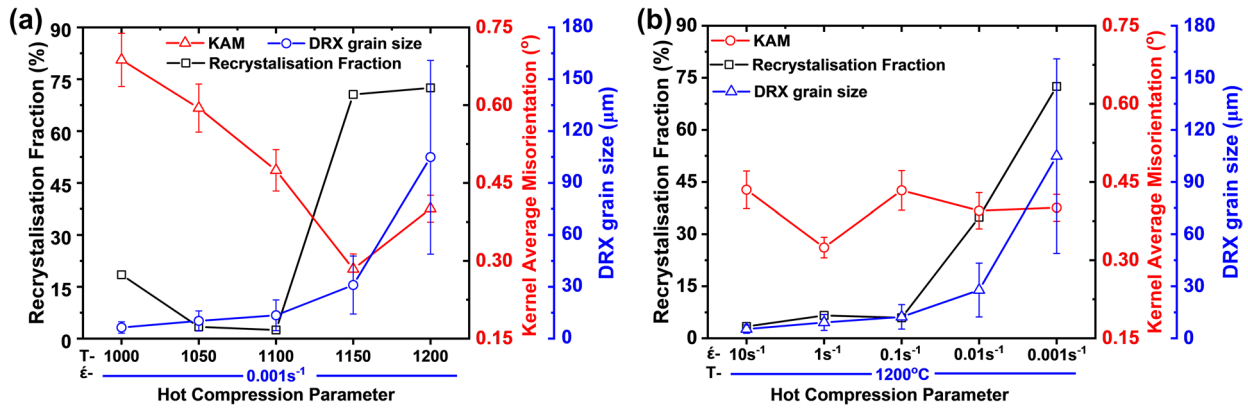 (a)
KAM
DRX grain size
Recrystalisation Fraction
Recrystalisation Fraction (%)
90
75
60
45
30
15
0
Kernel Average Misorientation (º)
0.75
0.60
0.45
0.30
0.15
DRX grain size (µm)
180
150
120
90
60
30
0
T- 1000 1050 1100 1150 1200
έ- 0.001s⁻¹
Hot Compression Parameter
(b)
KAM
Recrystalisation Fraction
DRX grain size
Recrystalisation Fraction (%)
90
75
60
45
30
15
0
Kernel Average Misorientation (º)
0.75
0.60
0.45
0.30
0.15
DRX grain size (µm)
180
150
120
90
60
30
0
έ- 10s⁻¹ 1s⁻¹ 0.1s⁻¹ 0.01s⁻¹ 0.001s⁻¹
T- 1200ºC
Hot Compression Parameter